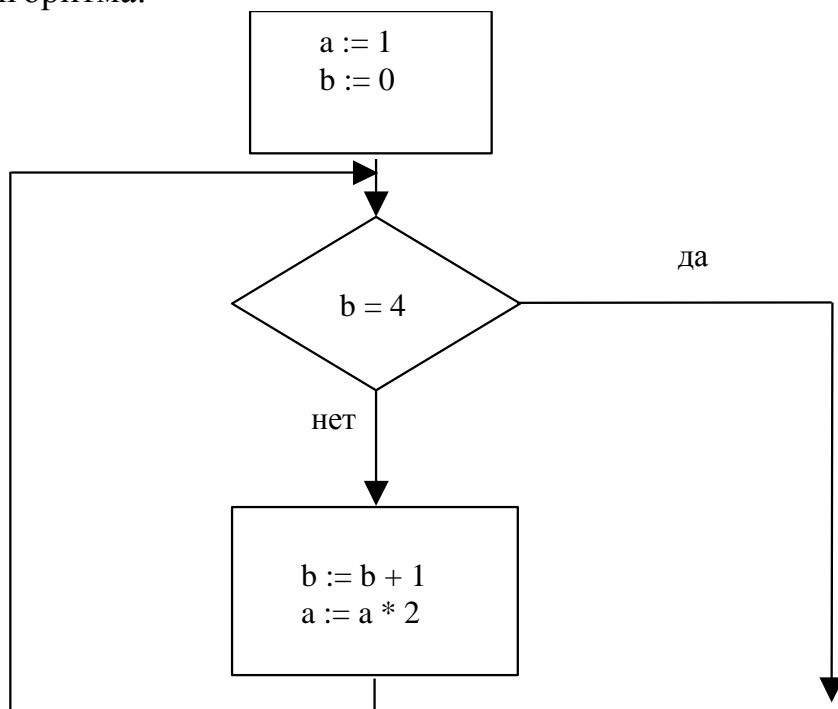 a := 1
b := 0
да
b = 4
нет
b := b + 1
a := a * 2